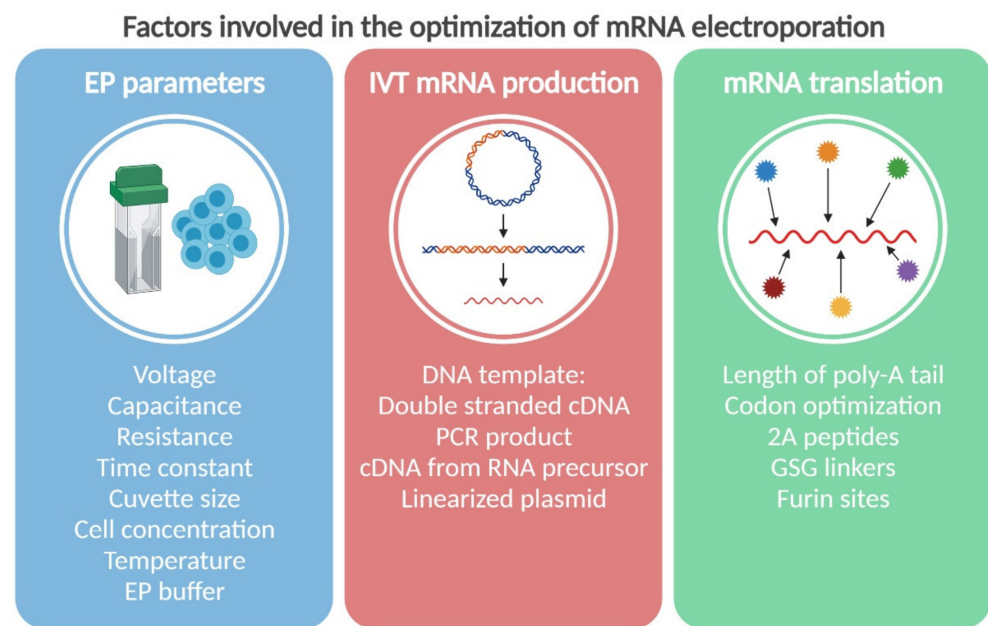 Factors involved in the optimization of mRNA electroporation
EP parameters
Voltage
Capacitance
Resistance
Time constant
Cuvette size
Cell concentration
Temperature
EP buffer
IVT mRNA production
DNA template:
Double stranded cDNA
PCR product
cDNA from RNA precursor
Linearized plasmid
mRNA translation
Length of poly-A tail
Codon optimization
2A peptides
GSG linkers
Furin sites